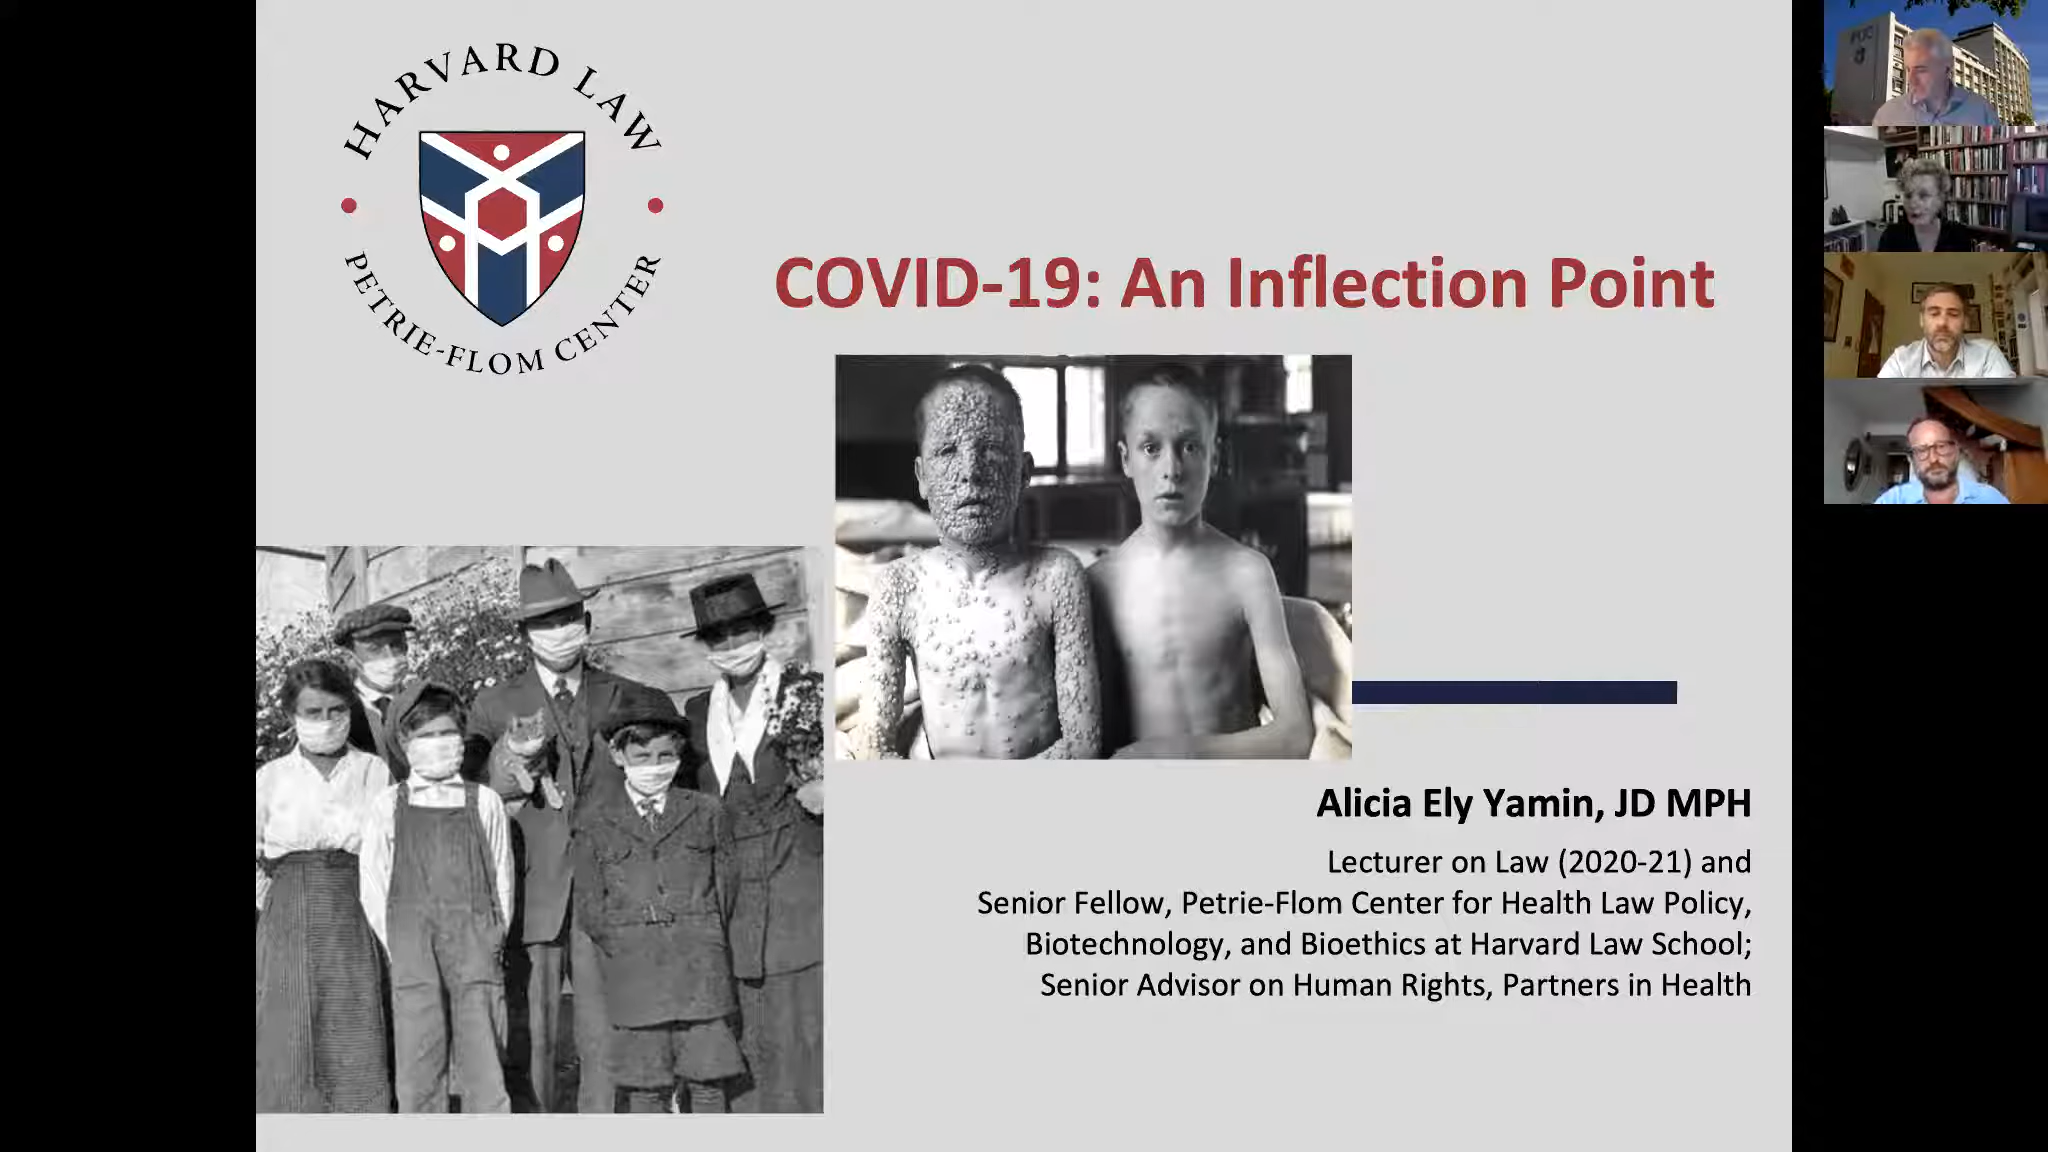 HARVARD LAW
PETRIE-FLOM CENTER
COVID-19: An Inflection Point
Alicia Ely Yamin, JD MPH
Lecturer on Law (2020-21) and
Senior Fellow, Petrie-Flom Center for Health Law Policy,
Biotechnology, and Bioethics at Harvard Law School;
Senior Advisor on Human Rights, Partners in Health
PUC